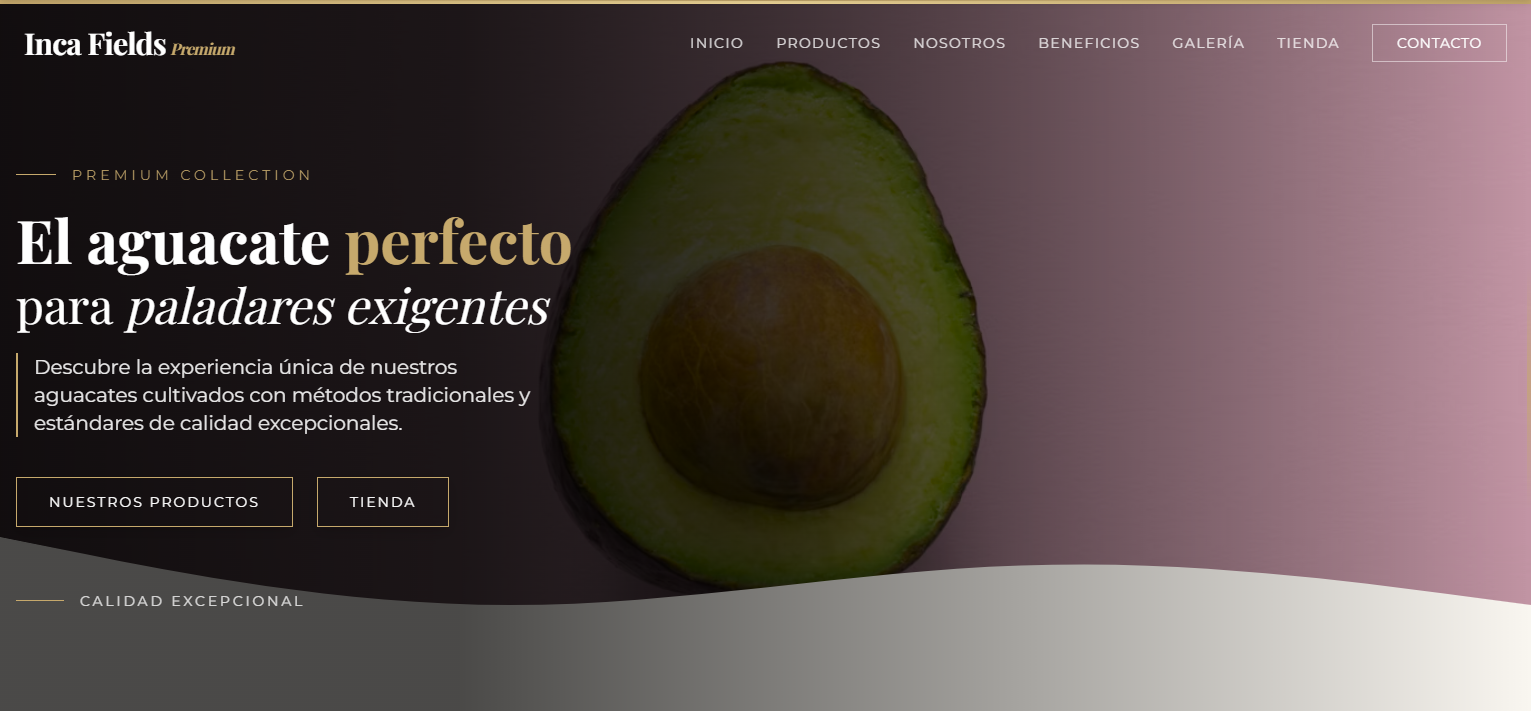 Inca Fields Premium
INICIO PRODUCTOS NOSOTROS BENEFICIOS GALERÍA TIENDA CONTACTO
PREMIUM COLLECTION
El aguacate perfecto
para paladares exigentes
Descubre la experiencia única de nuestros
aguacates cultivados con métodos tradicionales y
estándares de calidad excepcionales.
NUESTROS PRODUCTOS TIENDA
CALIDAD EXCEPCIONAL